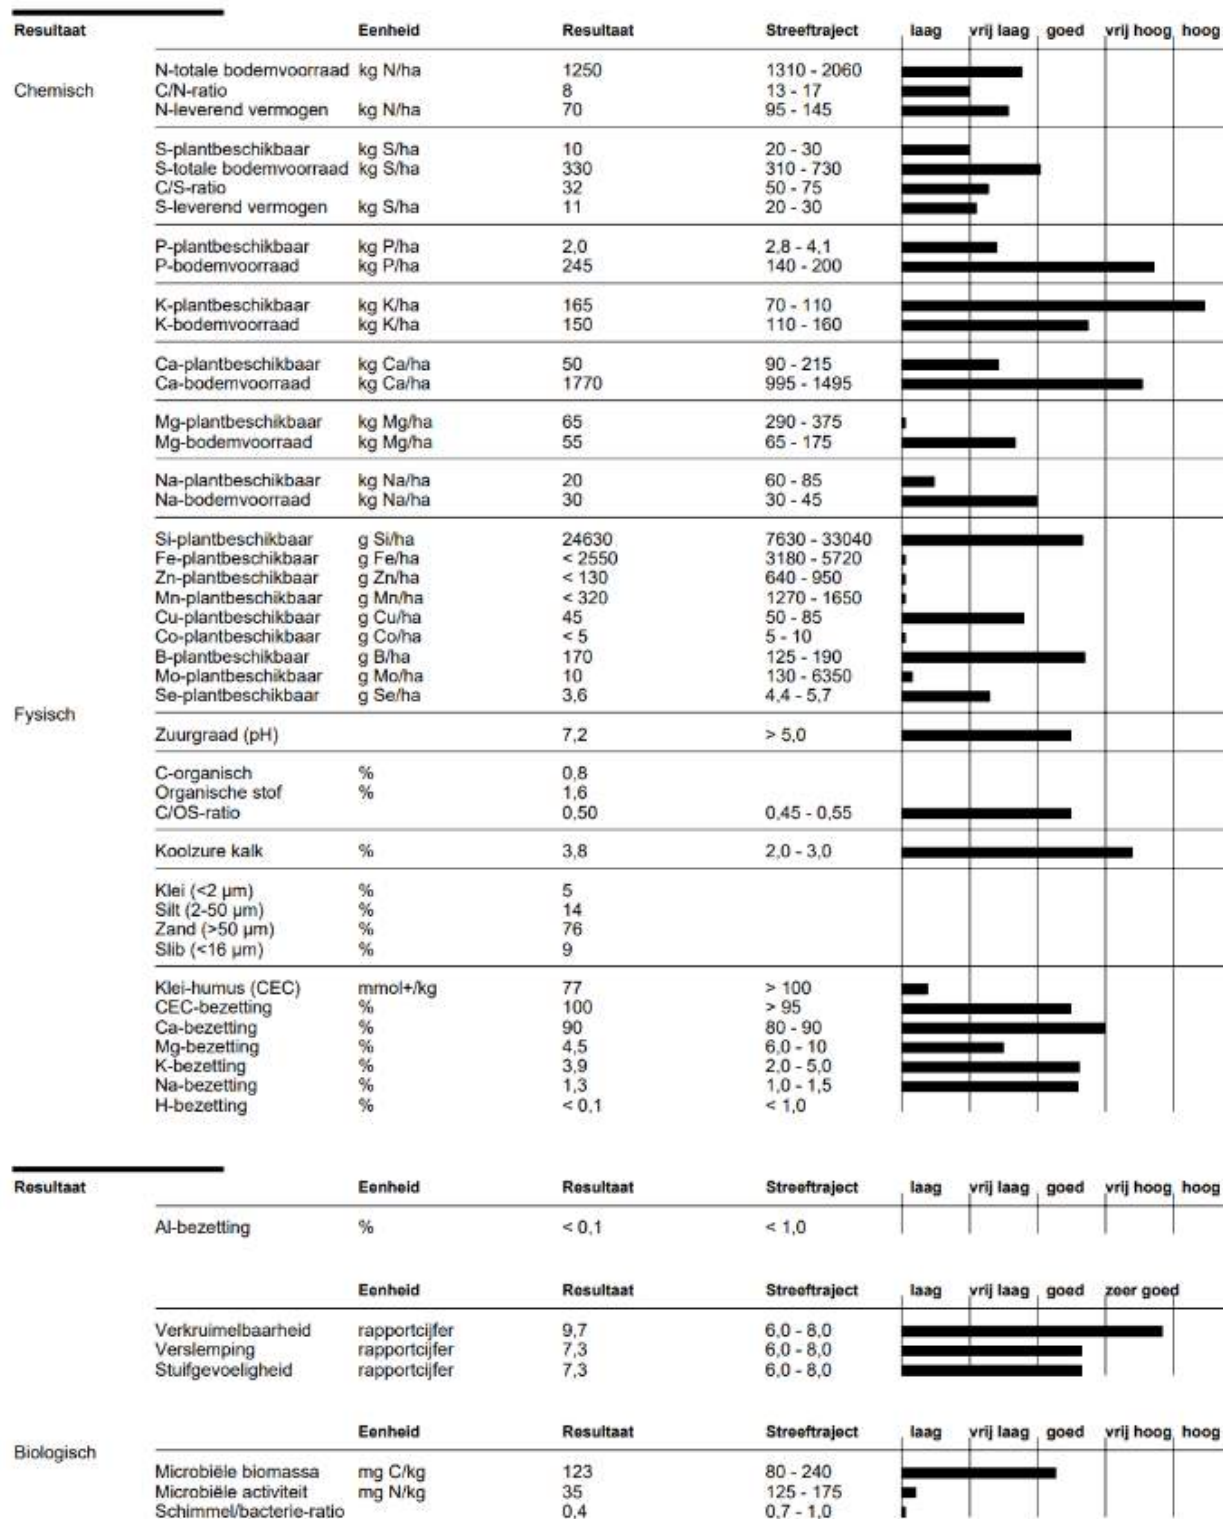 Resultaat Eenheid Resultaat Streeftraject laag vrij laag goed vrij hoog hoog
N-totale bodemvoorraad kg N/ha 1250 1310 - 2060
Chemisch C/N-ratio 8 13 - 17
N-leverend vermogen kg N/ha 70 95 - 145
S-plantbeschikbaar kg S/ha 10 20 - 30
S-totale bodemvoorraad kg S/ha 330 310 - 730
C/S-ratio 32 50 - 75
S-leverend vermogen kg S/ha 11 20 - 30
P-plantbeschikbaar kg P/ha 2,0 2,8 - 4,1
P-bodemvoorraad kg P/ha 245 140 - 200
K-plantbeschikbaar kg K/ha 165 70 - 110
K-bodemvoorraad kg K/ha 150 110 - 160
Ca-plantbeschikbaar kg Ca/ha 50 90 - 215
Ca-bodemvoorraad kg Ca/ha 1770 995 - 1495
Mg-plantbeschikbaar kg Mg/ha 65 290 - 375
Mg-bodemvoorraad kg Mg/ha 55 65 - 175
Na-plantbeschikbaar kg Na/ha 20 60 - 85
Na-bodemvoorraad kg Na/ha 30 30 - 45
Si-plantbeschikbaar g Si/ha 24630 7630 - 33040
Fe-plantbeschikbaar g Fe/ha < 2550 3180 - 5720
Zn-plantbeschikbaar g Zn/ha < 130 640 - 950
Mn-plantbeschikbaar g Mn/ha < 320 1270 - 1650
Cu-plantbeschikbaar g Cu/ha 45 50 - 85
Co-plantbeschikbaar g Co/ha < 5 5 - 10
B-plantbeschikbaar g B/ha 170 125 - 190
Mo-plantbeschikbaar g Mo/ha 10 130 - 6350
Se-plantbeschikbaar g Se/ha 3,6 4,4 - 5,7
Fysisch
Zuurgraad (pH) 7,2 > 5,0
C-organisch % 0,8
Organische stof % 1,6
C/OS-ratio 0,50 0,45 - 0,55
Koolzure kalk % 3,8 2,0 - 3,0
Klei (<2 µm) % 5
Silt (2-50 µm) % 14
Zand (>50 µm) % 76
Slib (<16 µm) % 9
Klei-humus (CEC) mmol+/kg 77 > 100
CEC-bezetting % 100 > 95
Ca-bezetting % 90 80 - 90
Mg-bezetting % 4,5 6,0 - 10
K-bezetting % 3,9 2,0 - 5,0
Na-bezetting % 1,3 1,0 - 1,5
H-bezetting % < 0,1 < 1,0
Resultaat Eenheid Resultaat Streeftraject laag vrij laag goed vrij hoog hoog
Al-bezetting % < 0,1 < 1,0
Eenheid Resultaat Streeftraject laag vrij laag goed zeer goed
Verkruimelbaarheid rapportcijfer 9,7 6,0 - 8,0
Verslemping rapportcijfer 7,3 6,0 - 8,0
Stuifgevoeligheid rapportcijfer 7,3 6,0 - 8,0
Eenheid Resultaat Streeftraject laag vrij laag goed vrij hoog hoog
Biologisch
Microbiële biomassa mg C/kg 123 80 - 240
Microbiële activiteit mg N/kg 35 125 - 175
Schimmel/bacterie-ratio 0,4 0,7 - 1,0